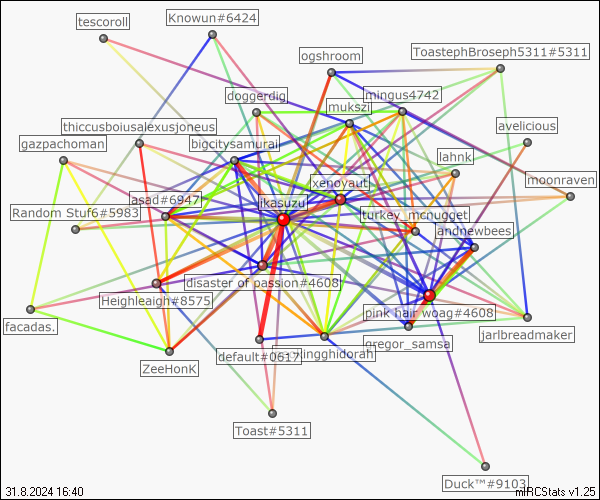 tescoroll
Knowun#6424
ogshroom
ToastephBroseph5311#5311
doggerdig
mingus4742
mukszi
thiccusboiusalexusjoneus
avelicious
gazpachoman
bigcitysamurai
lahnk
xenoyaut
moonraven
asad#6947
jkasuzu
Random Stuf6#5983
turkey_mcnugget
andnewbees
disaster of passion#4608
Heighleaigh#8575
pink hair woag#4608
facadas.
jarlbreadmaker
gregor_samsa
default#0617
kingghidorah
ZeeHonK
Toast#5311
Duck™#9103
31.8.2024 16:40
mIRCStats v1.25